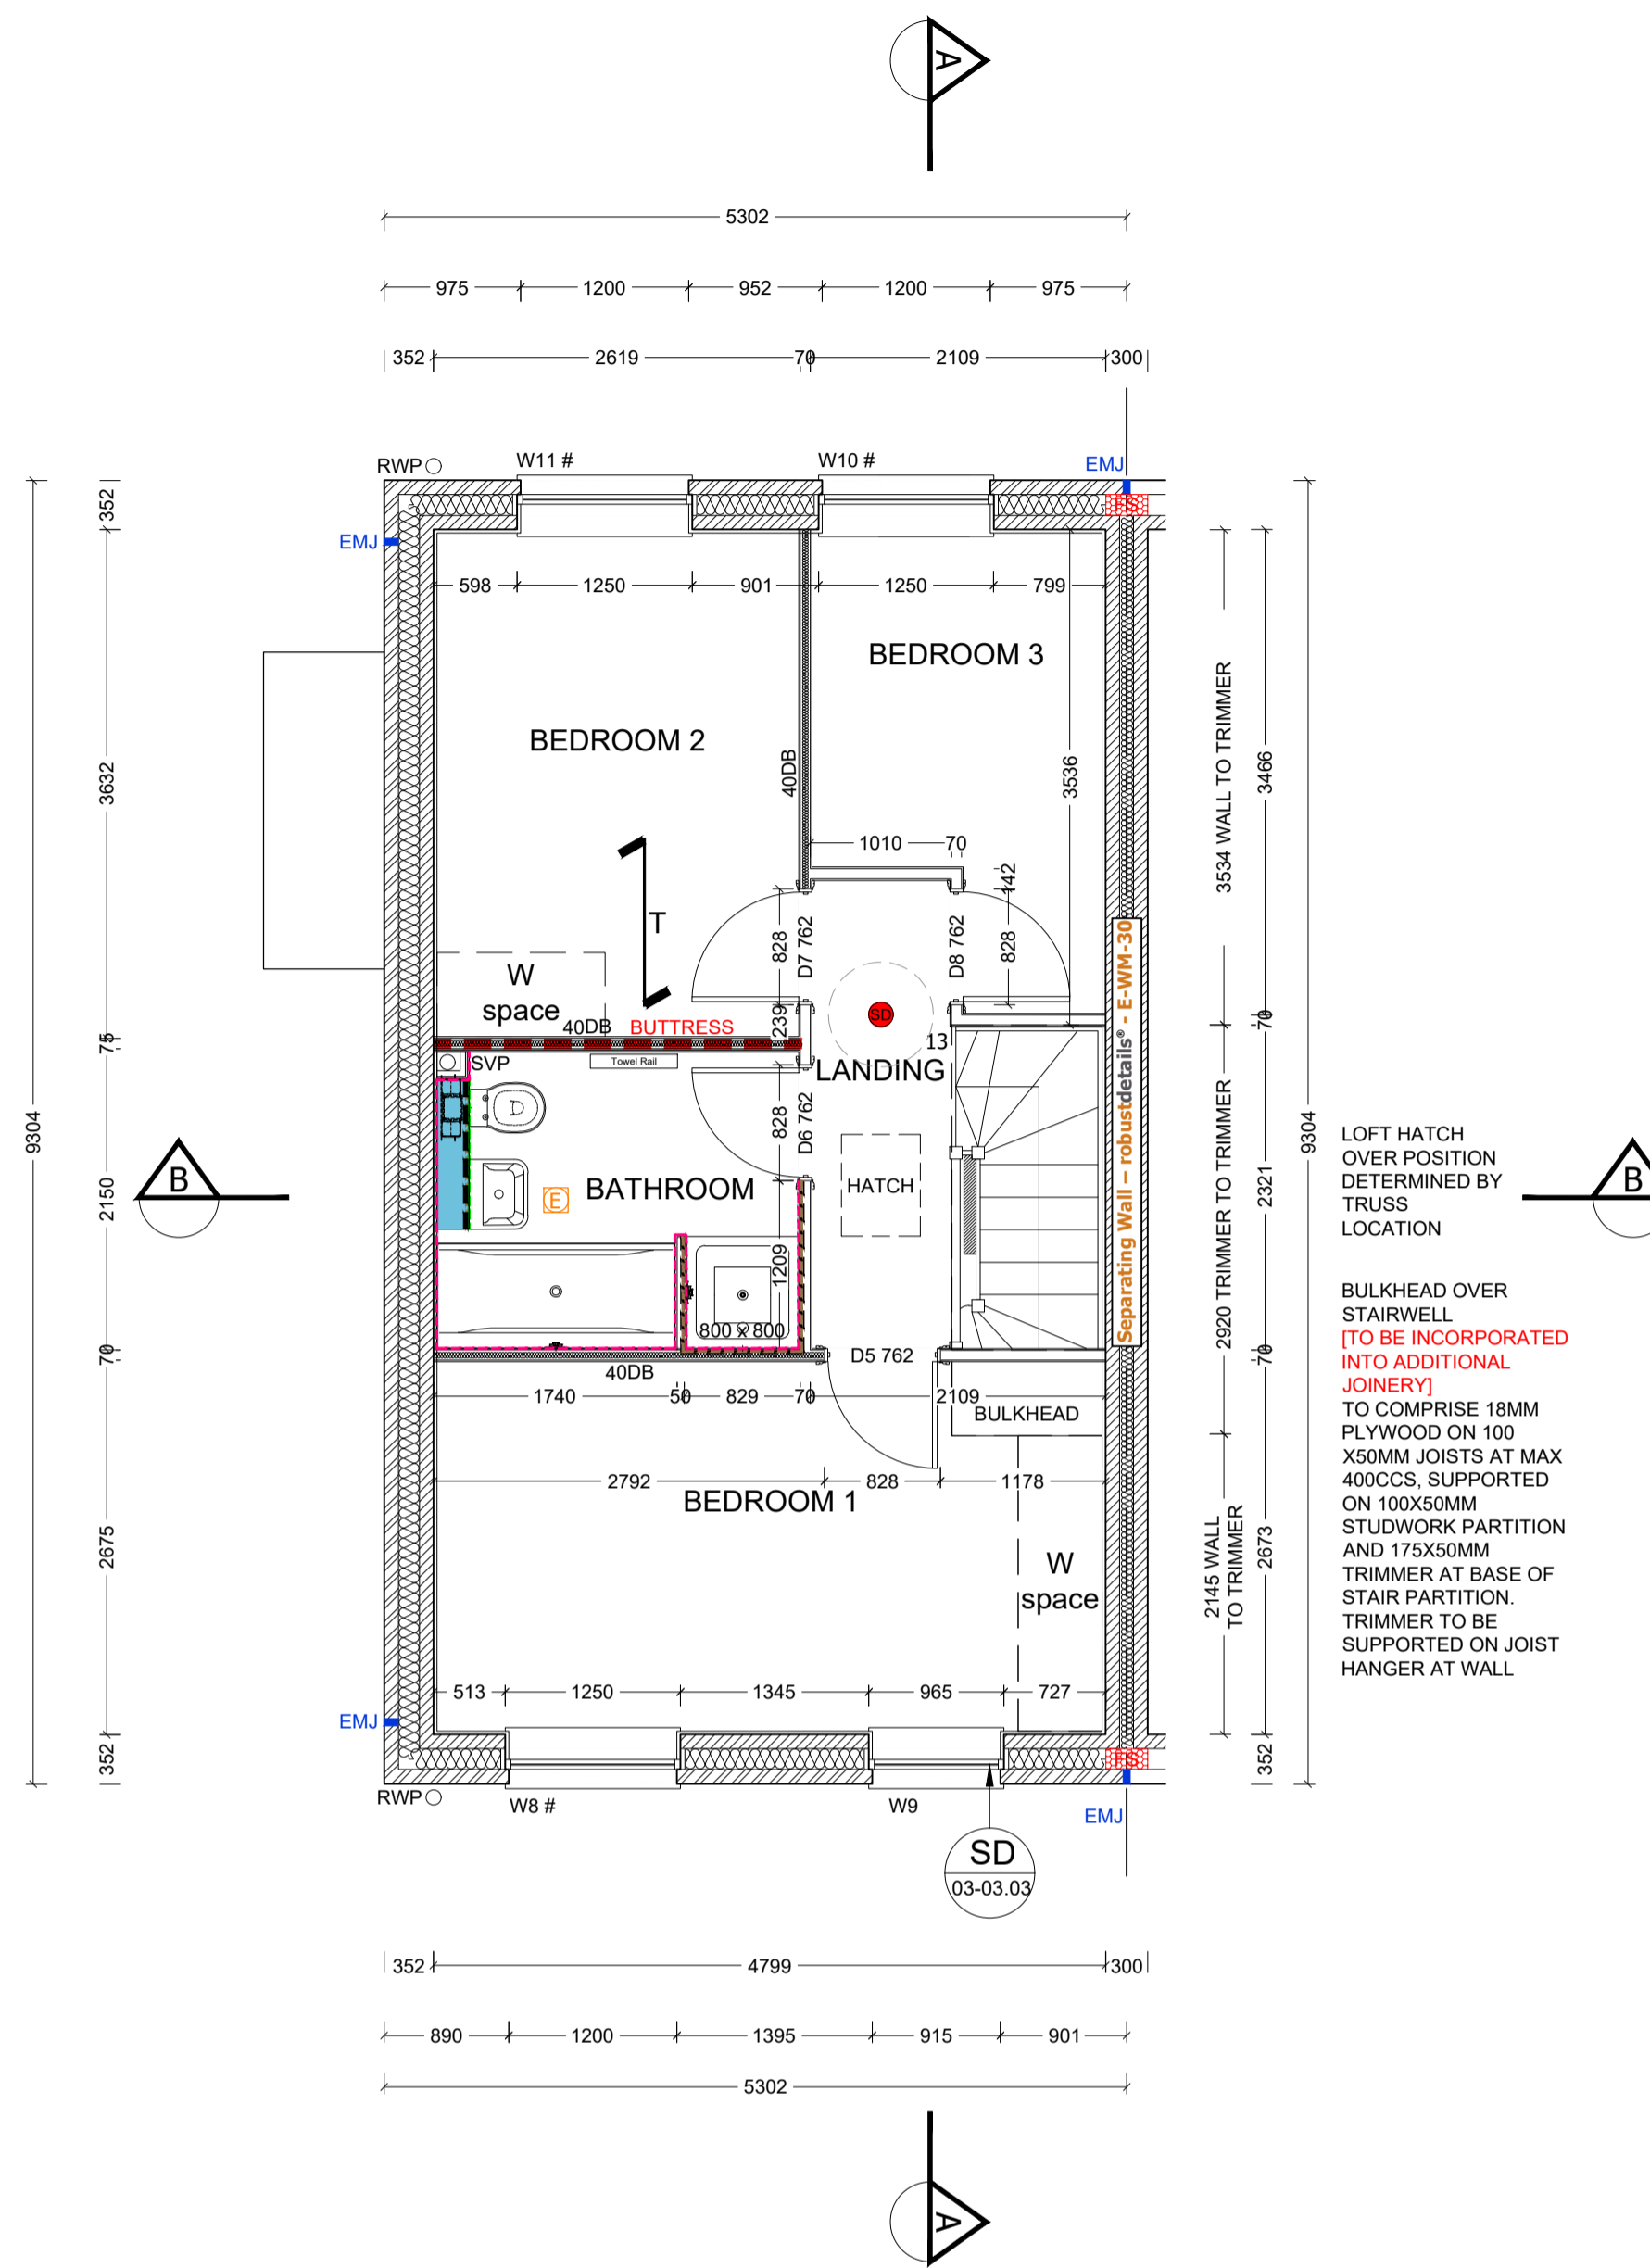 A
5302
975 1200 952 1200 975
352 2619 70 2109 300
RWP W11 # W10 # EMJ
FS
EMJ
352
598 1250 901 1250 799
BEDROOM 3
BEDROOM 2
40DB
3536
3632
3534 WALL TO TRIMMER
3466
1010 70
142
T
828
D7 762
D8 762
828
W
space
40DB BUTTRESS
239
SD
13
LANDING
75
70
SVP
Towel Rail
828
D6 762
HATCH
BATHROOM
E
1209
800 x 800
9304
2150
B
Separating Wall – robustdetails® - E-WM-30
2920 TRIMMER TO TRIMMER
2321
9304
B
LOFT HATCH
OVER POSITION
DETERMINED BY
TRUSS
LOCATION
BULKHEAD OVER
STAIRWELL
[TO BE INCORPORATED
INTO ADDITIONAL
JOINERY]
TO COMPRISE 18MM
PLYWOOD ON 100
X50MM JOISTS AT MAX
400CCS, SUPPORTED
ON 100X50MM
STUDWORK PARTITION
AND 175X50MM
TRIMMER AT BASE OF
STAIR PARTITION.
TRIMMER TO BE
SUPPORTED ON JOIST
HANGER AT WALL
70
D5 762
70
40DB
1740 50 829 70 2109
BULKHEAD
2792 828 1178
BEDROOM 1
W
space
2675
2145 WALL
TO TRIMMER
2673
513 1250 1345 965 727
EMJ
FS
352
352
RWP W8 # W9 EMJ
SD
03-03.03
352 4799 300
890 1200 1395 915 901
5302
A